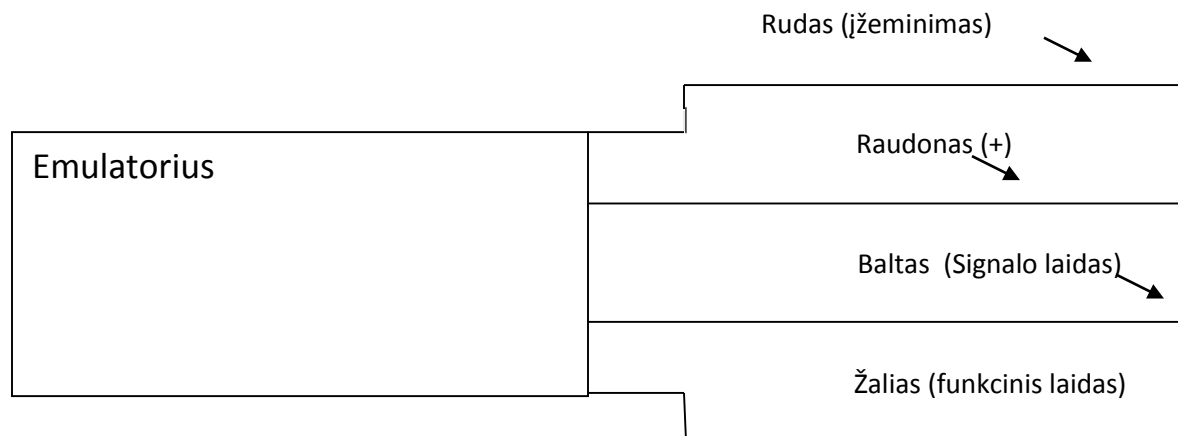 Rudas (įžeminimas)
Raudonas (+)
Emulatorius
Baltas (Signalo laidas)
Žalias (funkcinis laidas)